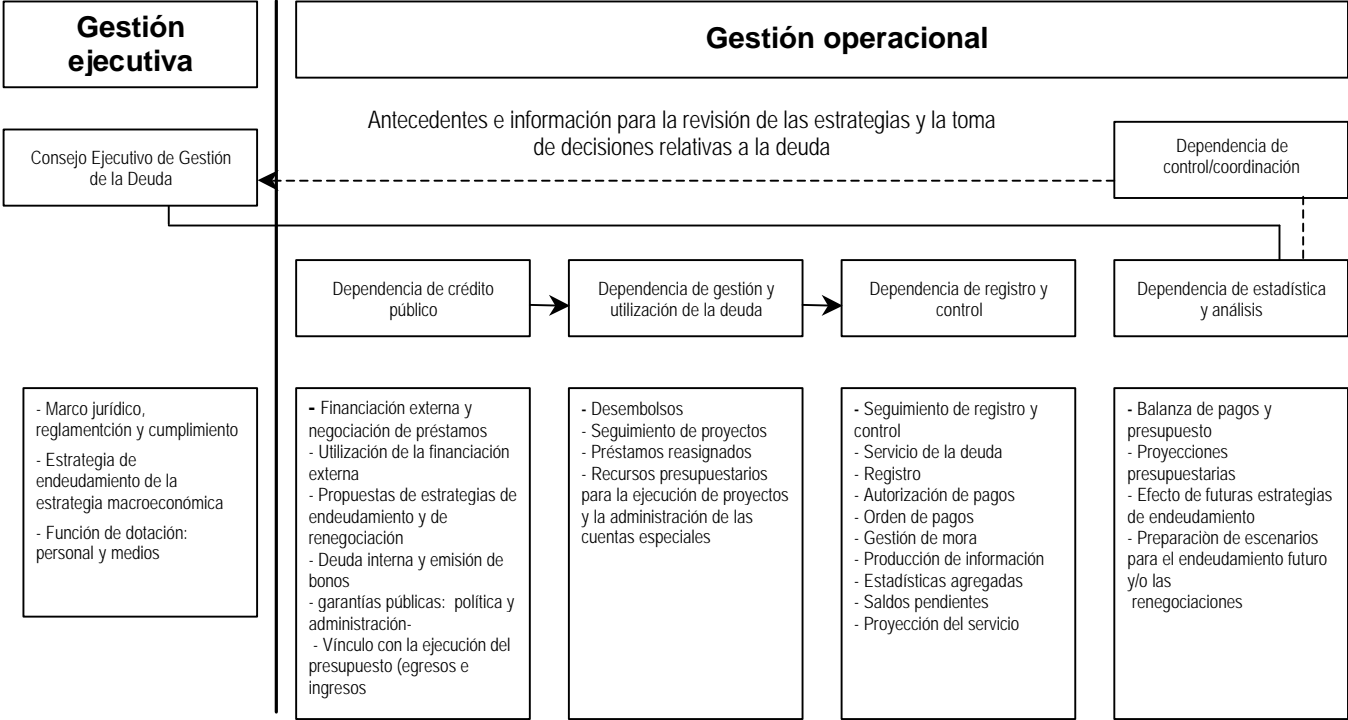 Gestión
ejecutiva
Gestión operacional
Antecedentes e información para la revisión de las estrategias y la toma
de decisiones relativas a la deuda
Consejo Ejecutivo de Gestión
de la Deuda
Dependencia de
control/coordinación
Dependencia de crédito
público
Dependencia de gestión y
utilización de la deuda
Dependencia de registro y
control
Dependencia de estadística
y análisis
- Marco jurídico,
reglamentción y cumplimiento
- Estrategia de
endeudamiento de la
estrategia macroeconómica
- Función de dotación:
personal y medios
- Financiación externa y
negociación de préstamos
- Utilización de la financiación
externa
- Propuestas de estrategias de
endeudamiento y de
renegociación
- Deuda interna y emisión de
bonos
- garantías públicas: política y
administración-
- Vínculo con la ejecución del
presupuesto (egresos e
ingresos
- Desembolsos
- Seguimiento de proyectos
- Préstamos reasignados
- Recursos presupuestarios
para la ejecución de proyectos
y la administración de las
cuentas especiales
- Seguimiento de registro y
control
- Servicio de la deuda
- Registro
- Autorización de pagos
- Orden de pagos
- Gestión de mora
- Producción de información
- Estadísticas agregadas
- Saldos pendientes
- Proyección del servicio
- Balanza de pagos y
presupuesto
- Proyecciones
presupuestarias
- Efecto de futuras estrategias
de endeudamiento
- Preparaciòn de escenarios
para el endeudamiento futuro
y/o las
renegociaciones